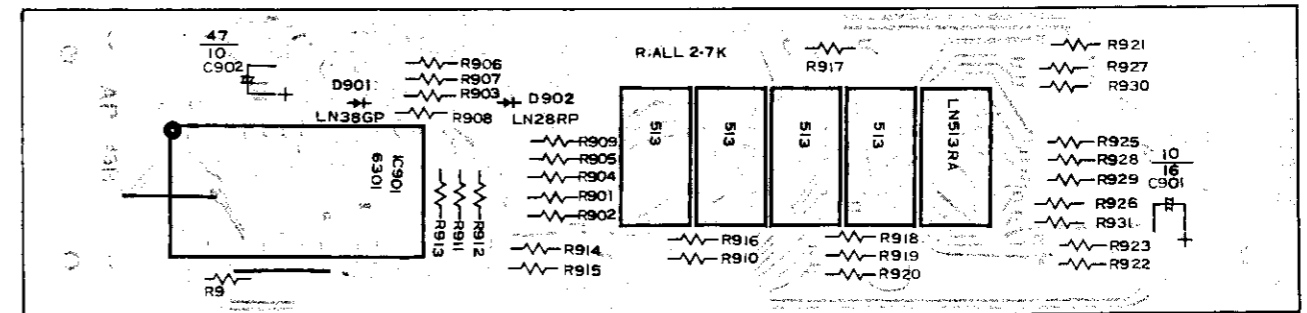 47
10
C902
D901
LN38GP
R906
R907
R903
R908
D902
LN28RP
R:ALL 2·7K
R917
R921
R927
R930
IC901
6301
R913
R911
R912
R909
R905
R904
R901
R902
R914
R915
513
513
513
513
LN513RA
R916
R910
R918
R919
R920
R925
R928
R929
R926
R931
R923
R922
10
16
C901
R9